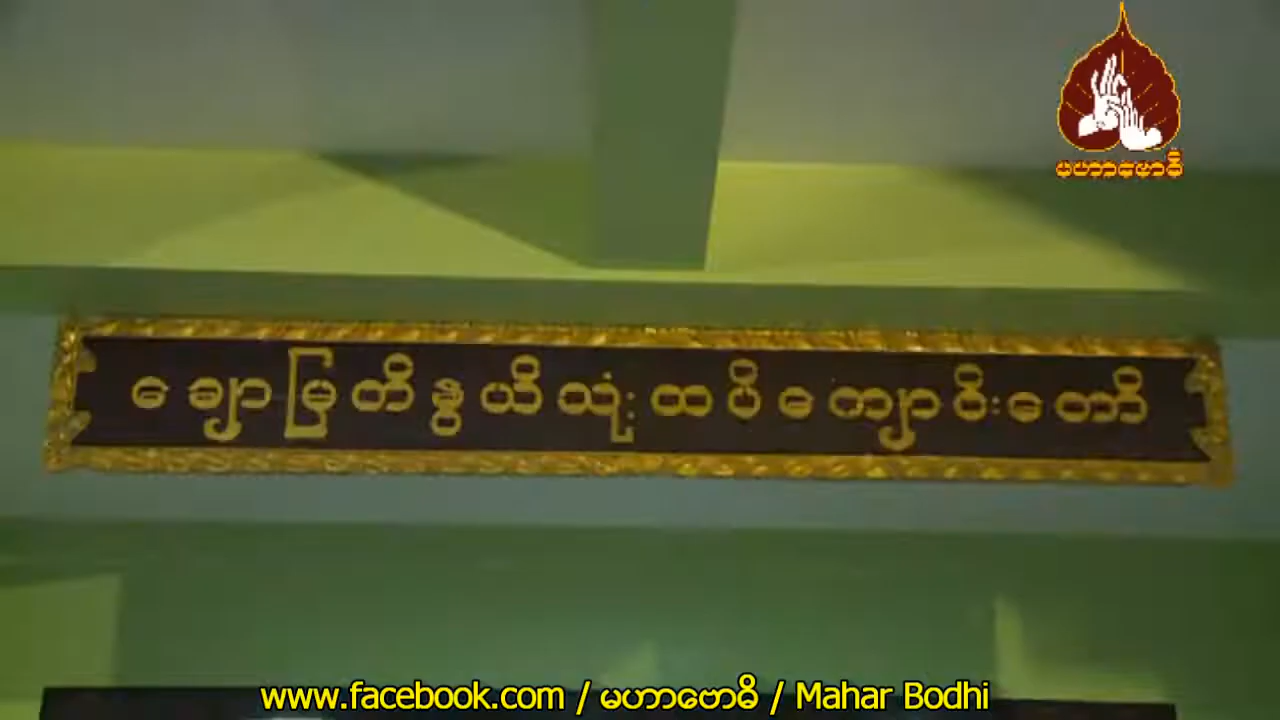 မဟာဗောဓိ
ချောမြတ်နွယ်သုံးထပ်ကျောင်းတော်
www.facebook.com / မဟာဗောဓိ / Mahar Bodhi